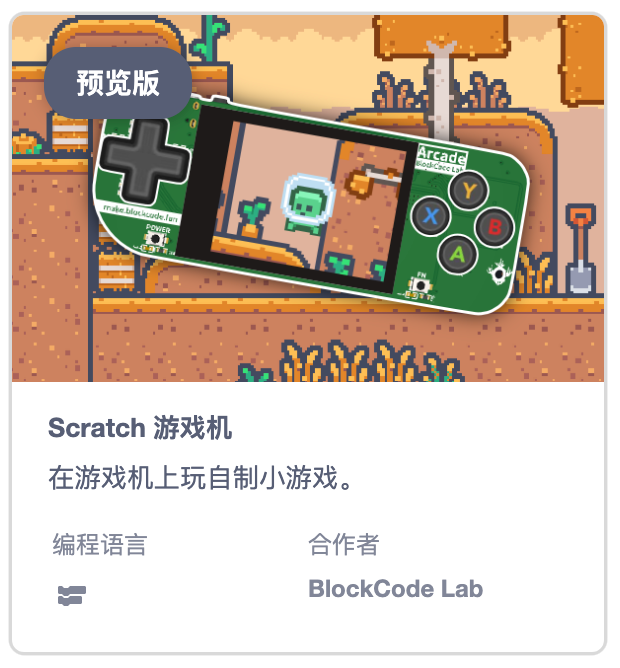 预览版
Arcade
BlockCode Lab
Y
X
B
A
make.blockcode.fun
POWER
FN
Scratch 游戏机
在游戏机上玩自制小游戏。
编程语言
合作者
BlockCode Lab